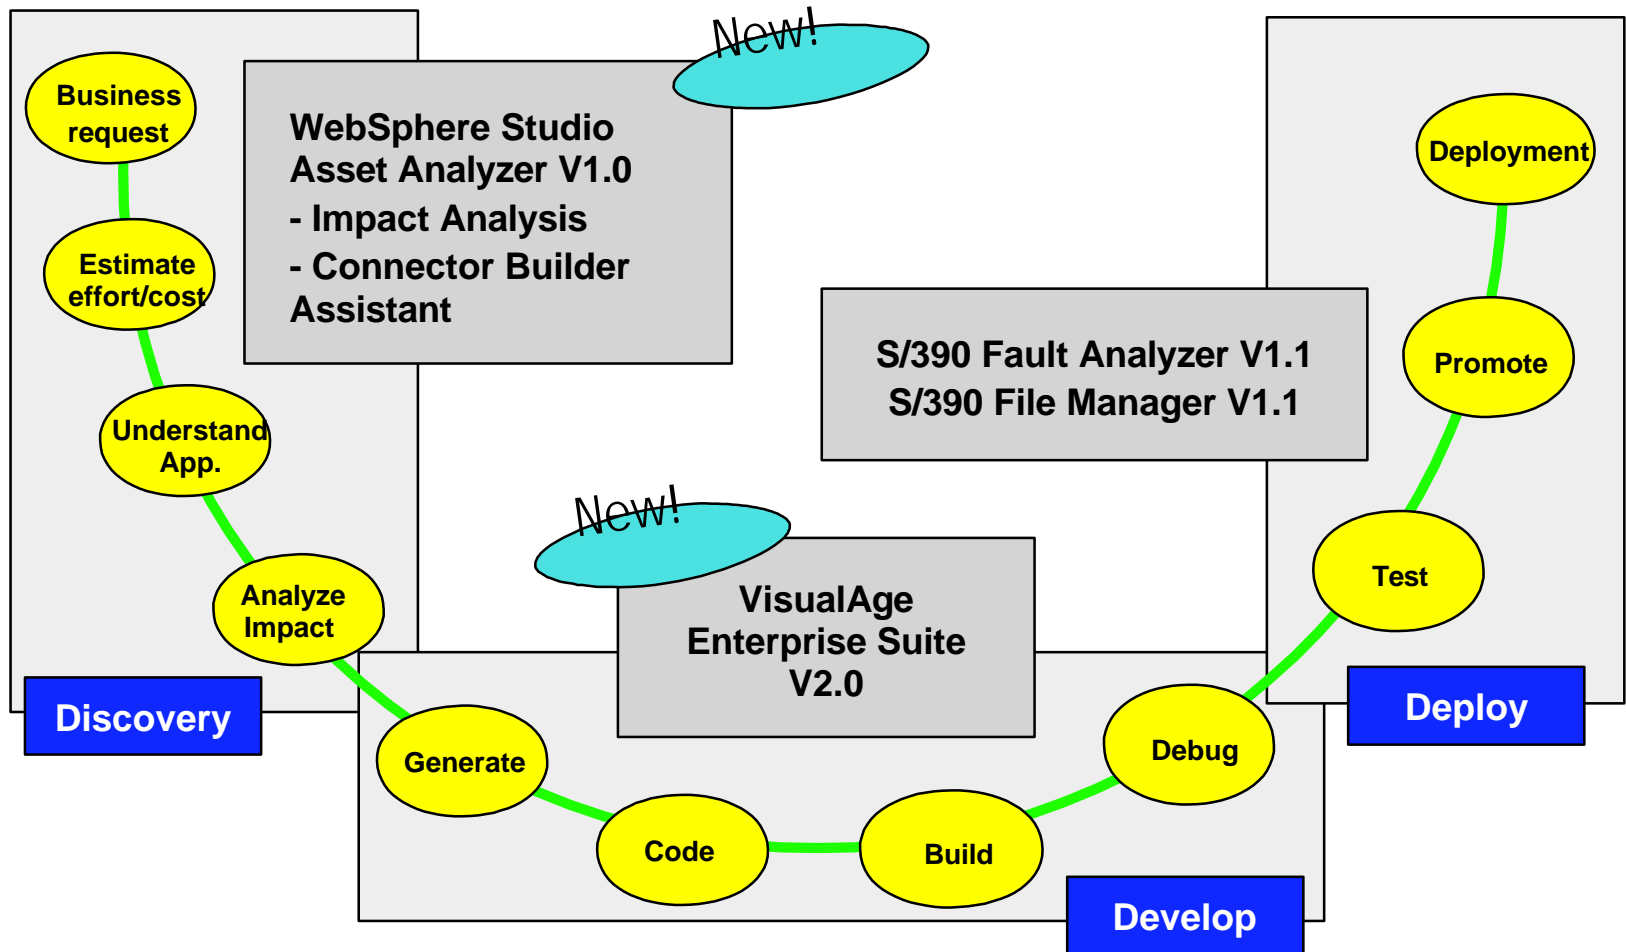 New!
Business
request
WebSphere Studio
Asset Analyzer V1.0
- Impact Analysis
- Connector Builder
Assistant
Estimate
effort/cost
Understand
App.
Analyze
Impact
Discovery
New!
VisualAge
Enterprise Suite
V2.0
Generate
Code
Build
Debug
Develop
S/390 Fault Analyzer V1.1
S/390 File Manager V1.1
Deployment
Promote
Test
Deploy